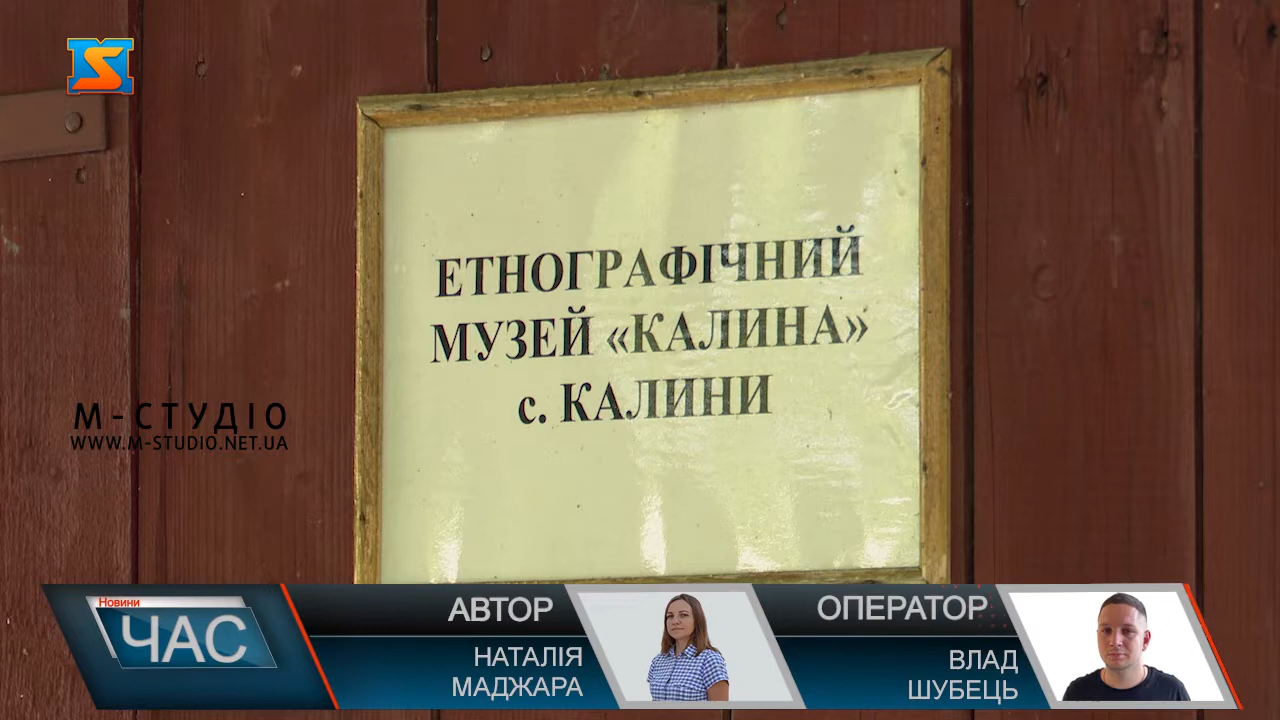 ЕТНОГРАФІЧНИЙ
МУЗЕЙ «КАЛИНА»
с. КАЛИНИ
М-СТУДІО
WWW.M-STUDIO.NET.UA
Новини
ЧАС
АВТОР
НАТАЛІЯ
МАДЖАРА
ОПЕРАТОР
ВЛАД
ШУБЕЦЬ